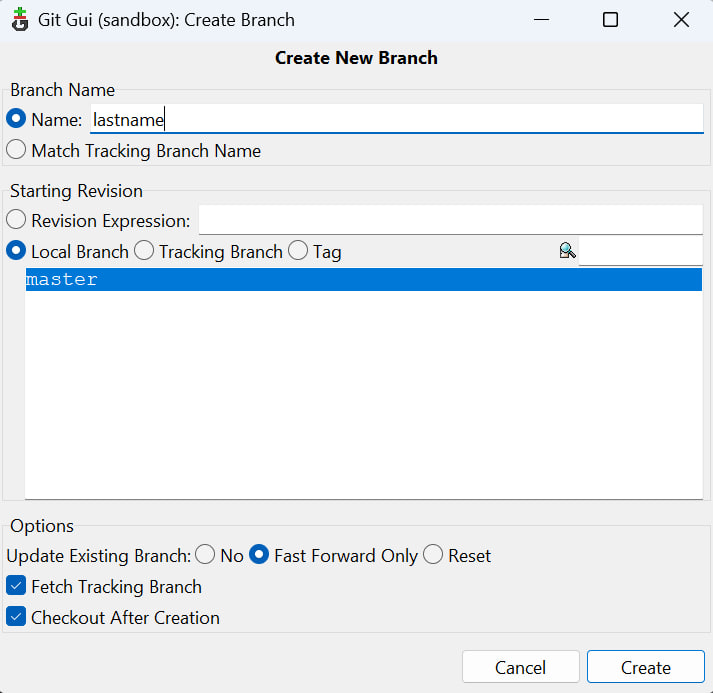 Git Gui (sandbox): Create Branch
Create New Branch
Branch Name
Name: lastname
Match Tracking Branch Name
Starting Revision
Revision Expression:
Local Branch Tracking Branch Tag
master
Options
Update Existing Branch: No Fast Forward Only Reset
Fetch Tracking Branch
Checkout After Creation
Cancel Create